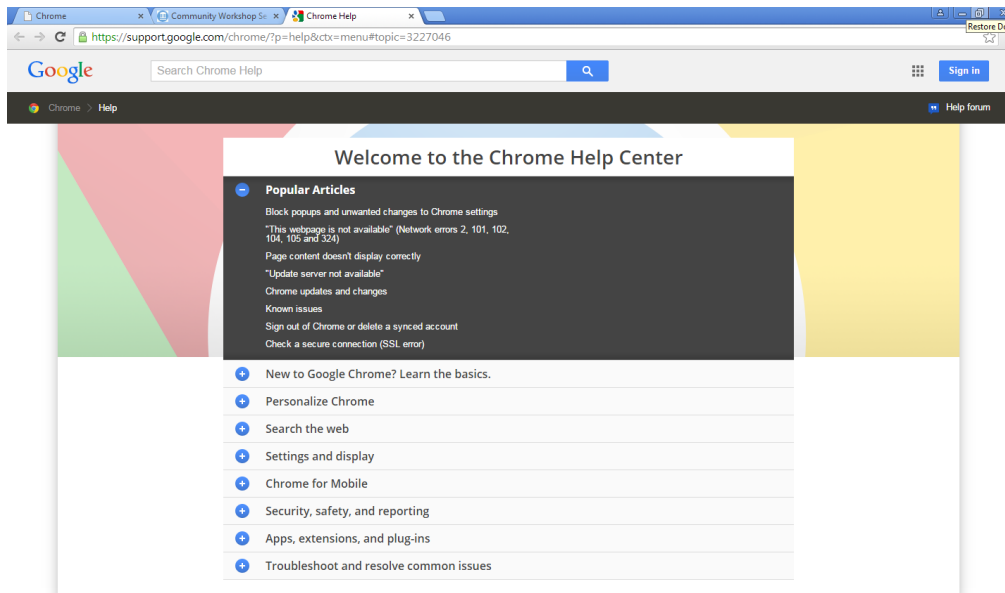 Chrome
Community Workshop Se
Chrome Help
Restore De
https://support.google.com/chrome/?p=help&ctx=menu#topic=3227046
Google
Search Chrome Help
Sign in
Chrome > Help
Help forum
Welcome to the Chrome Help Center
Popular Articles
Block popups and unwanted changes to Chrome settings
"This webpage is not available" (Network errors 2, 101, 102,
104, 105 and 324)
Page content doesn't display correctly
"Update server not available"
Chrome updates and changes
Known issues
Sign out of Chrome or delete a synced account
Check a secure connection (SSL error)
New to Google Chrome? Learn the basics.
Personalize Chrome
Search the web
Settings and display
Chrome for Mobile
Security, safety, and reporting
Apps, extensions, and plug-ins
Troubleshoot and resolve common issues